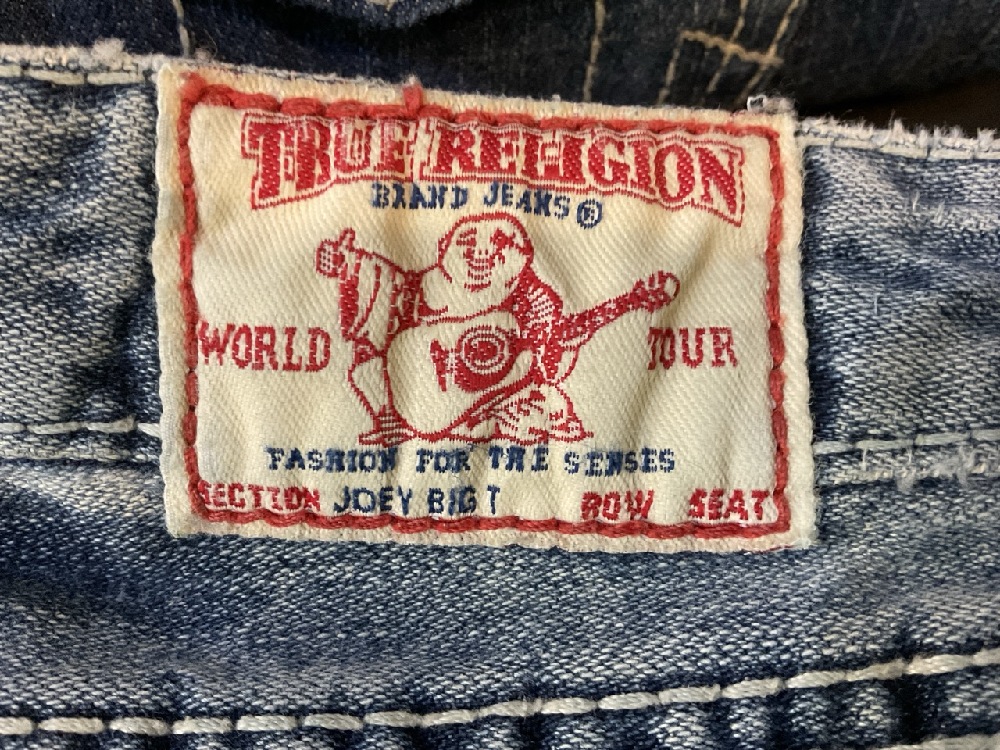 TRUE RELIGION
BRAND JEANS®
WORLD TOUR
FASHION FOR THE SENSES
SECTION JOEY BIG T ROW SEAT